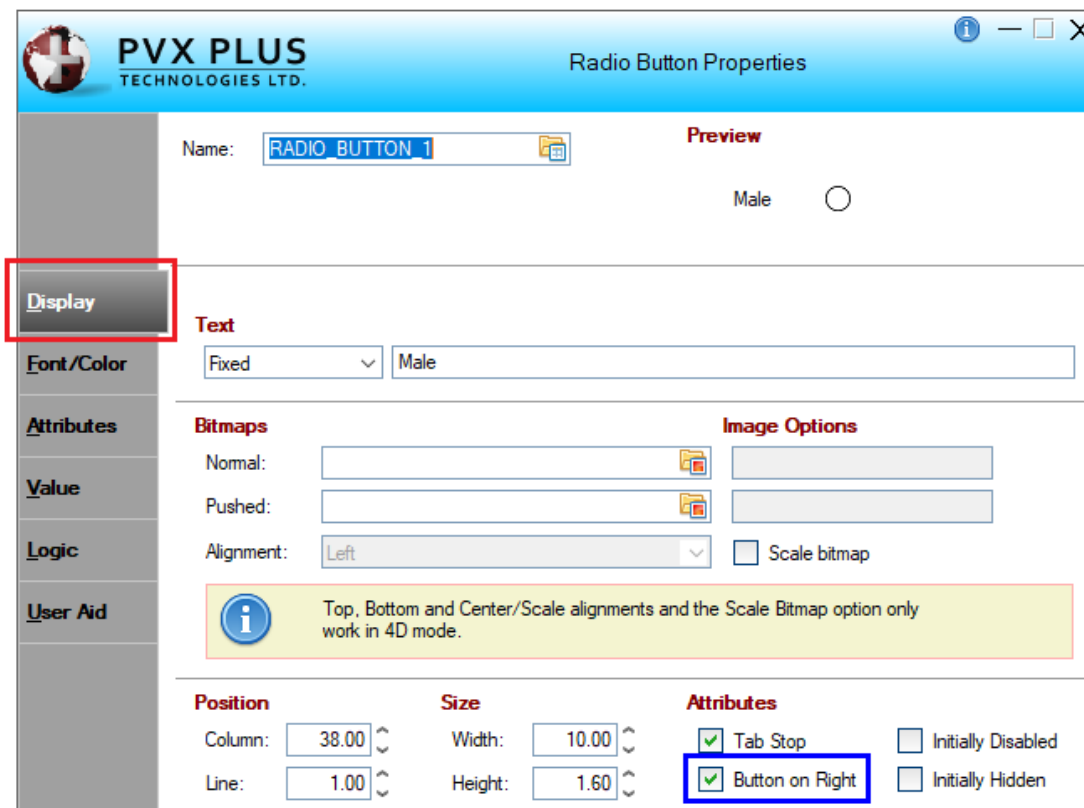 PVX PLUS
TECHNOLOGIES LTD.
Radio Button Properties
Name: RADIO_BUTTON_1
Preview
Male
Display
Text
Fixed Male
Font/Color
Attributes
Value
Logic
User Aid
Bitmaps Image Options
Normal:
Pushed:
Alignment: Left Scale bitmap
Top, Bottom and Center/Scale alignments and the Scale Bitmap option only
work in 4D mode.
Position Size Attributes
Column: 38.00 Width: 10.00 Tab Stop Initially Disabled
Line: 1.00 Height: 1.60 Button on Right Initially Hidden